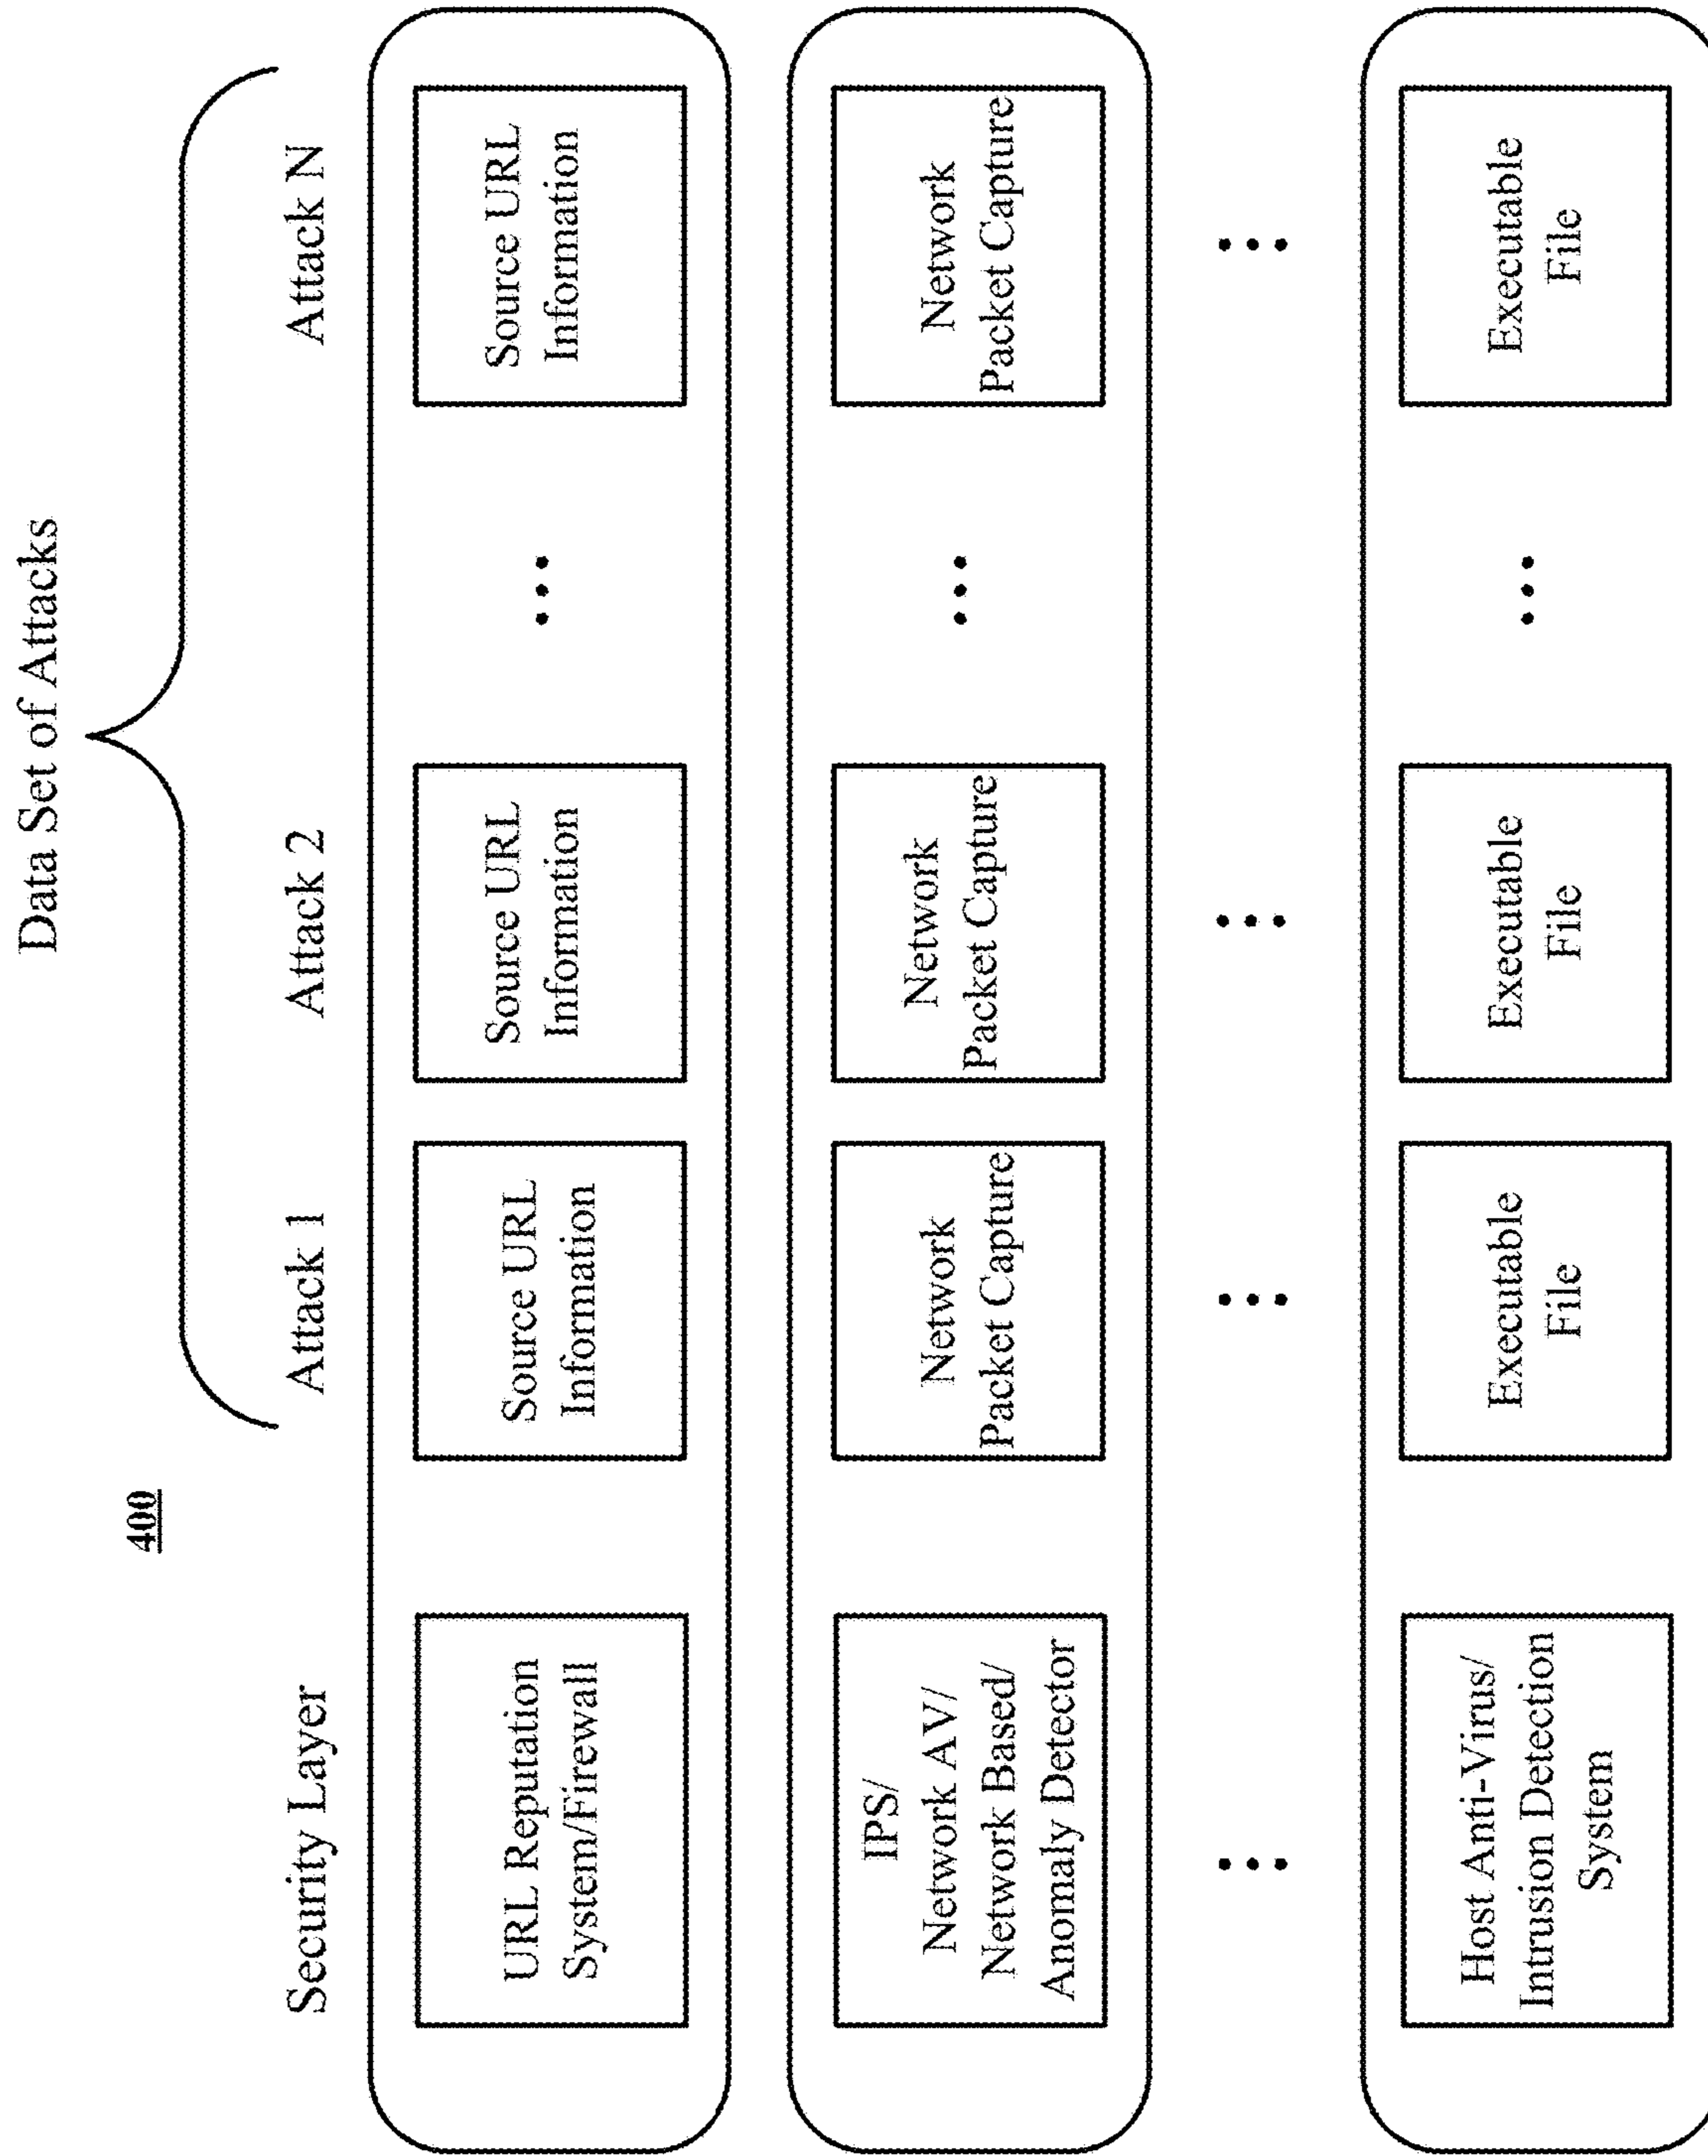 Data Set of Attacks
400
Security Layer
Attack 1
Attack 2
Attack N
URL Reputation
System/Firewall
Source URL
Information
Source URL
Information
Source URL
Information
IPS/
Network AV/
Network Based/
Anomaly Detector
Network
Packet Capture
Network
Packet Capture
Network
Packet Capture
Host Anti-Virus/
Intrusion Detection
System
Executable
File
Executable
File
Executable
File